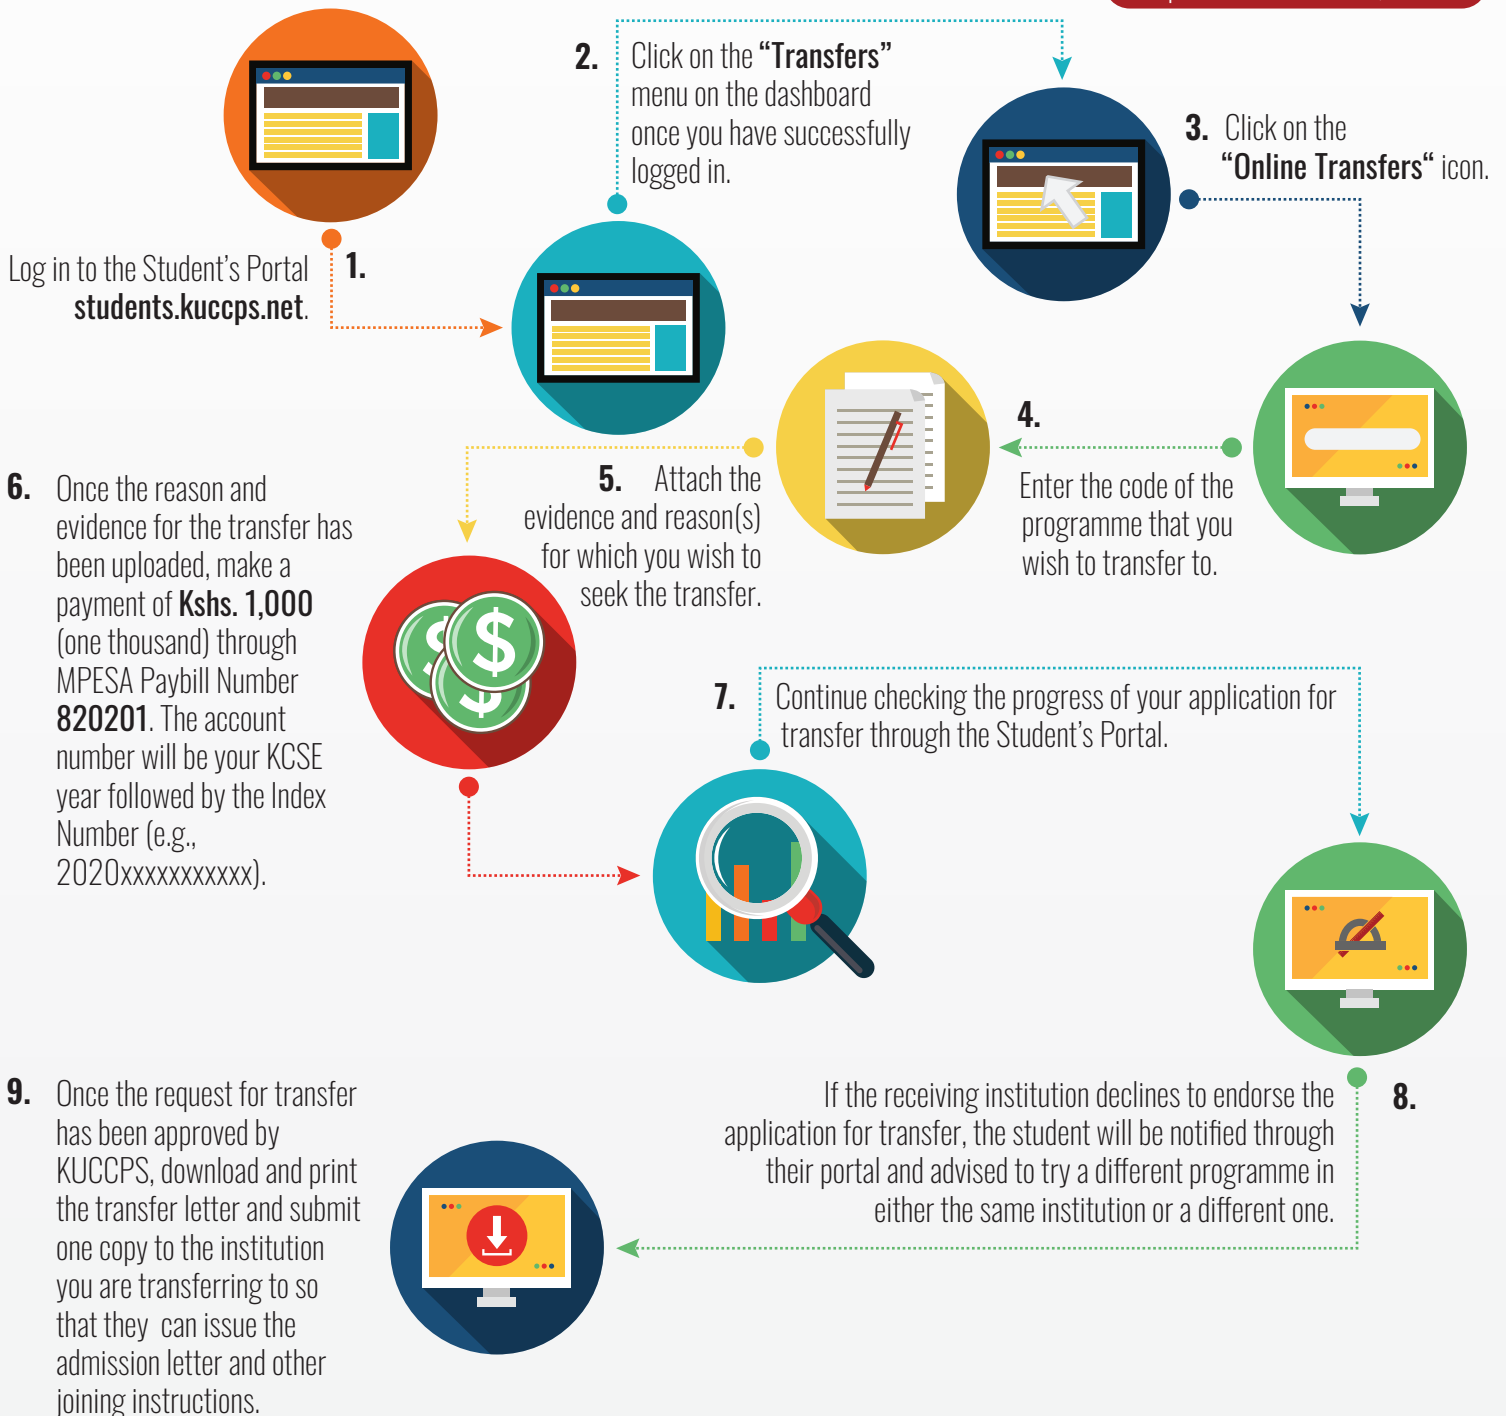 1.
Log in to the Student’s Portal
students.kuccps.net.
2.
Click on the “Transfers”
menu on the dashboard
once you have successfully
logged in.
3. Click on the
“Online Transfers“ icon.
4.
Enter the code of the
programme that you
wish to transfer to.
5. Attach the
evidence and reason(s)
for which you wish to
seek the transfer.
6. Once the reason and
evidence for the transfer has
been uploaded, make a
payment of Kshs. 1,000
(one thousand) through
MPESA Paybill Number
820201. The account
number will be your KCSE
year followed by the Index
Number (e.g.,
2020xxxxxxxxxxx).
$
$
$
7. Continue checking the progress of your application for
transfer through the Student’s Portal.
8.
If the receiving institution declines to endorse the
application for transfer, the student will be notified through
their portal and advised to try a different programme in
either the same institution or a different one.
9. Once the request for transfer
has been approved by
KUCCPS, download and print
the transfer letter and submit
one copy to the institution
you are transferring to so
that they can issue the
admission letter and other
joining instructions.